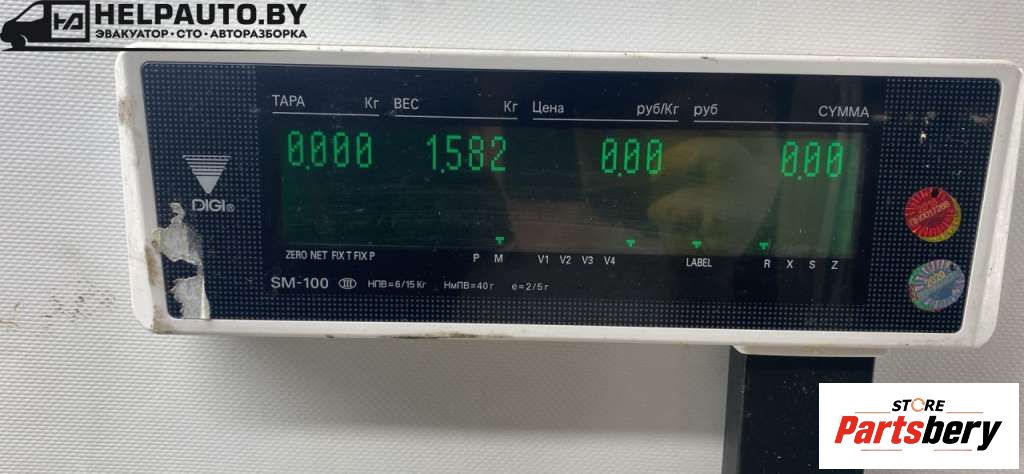 HELPAUTO.BY
ЭВАКУАТОР • СТО • АВТОРАЗБОРКА
ТАРА Кг ВЕС Кг Цена руб/Кг руб СУММА
0.000 1.582 0.00 0.00
DIGI®
ZERO NET FIX T FIX P P M V1 V2 V3 V4 LABEL R X S Z
SM-100 III НПВ=6/15 Кг НмПВ=40 г е=2/5 г
2020
STORE
Partsbery